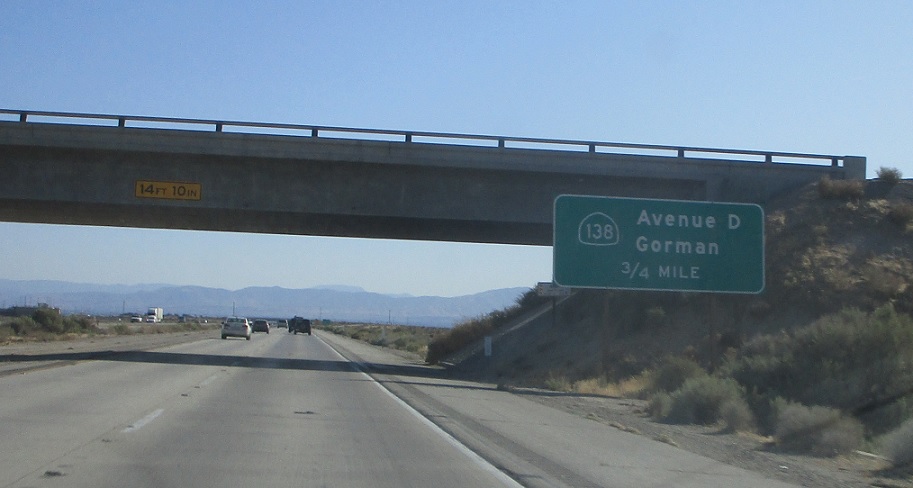 14FT 10IN
138
Avenue D
Gorman
3/4 MILE